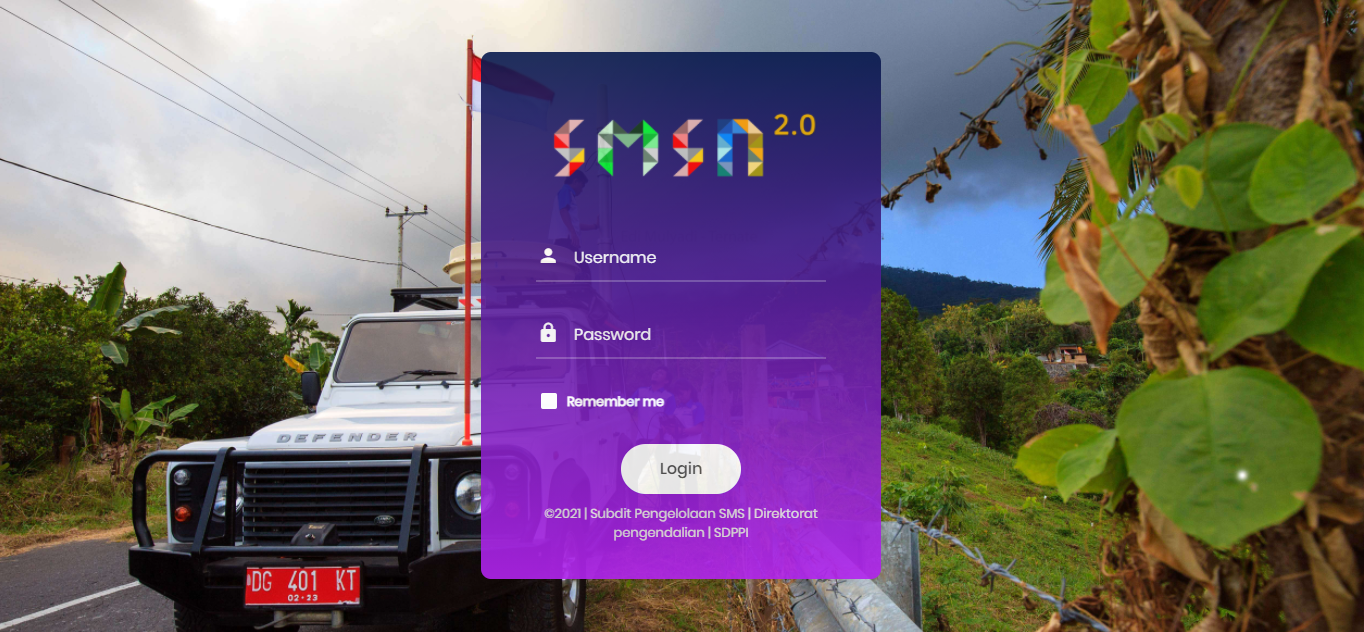 SMSN 2.0
Username
Password
Remember me
Login
©2021 | Subdit Pengelolaan SMS | Direktorat
pengendalian | SDPPI
DEFENDER
DG 401 KT
02·23